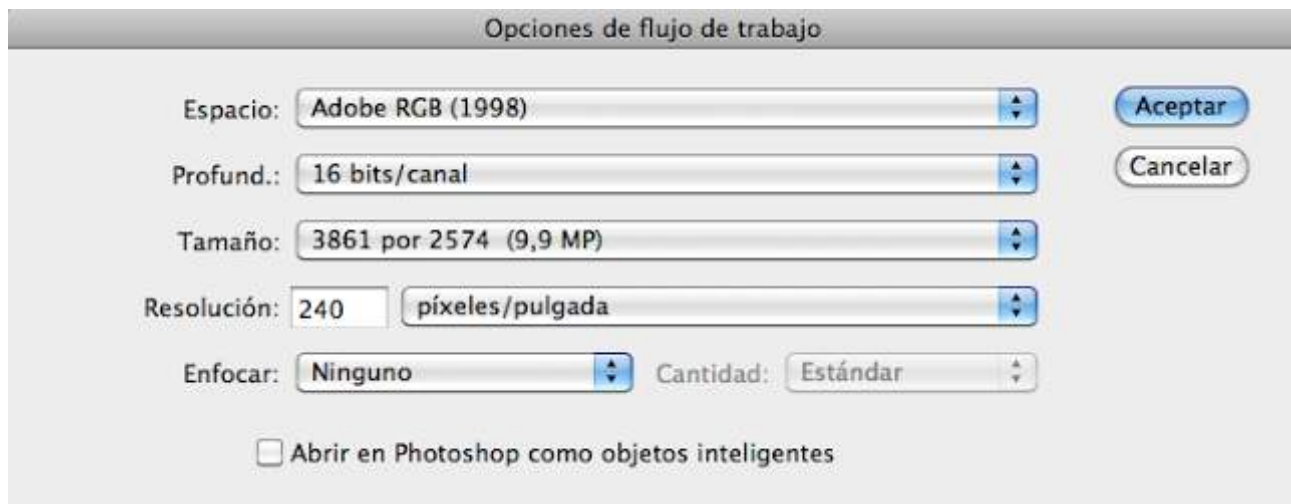 Opciones de flujo de trabajo
Espacio: Adobe RGB (1998) Aceptar
Profund.: 16 bits/canal Cancelar
Tamaño: 3861 por 2574 (9,9 MP)
Resolución: 240 píxeles/pulgada
Enfocar: Ninguno Cantidad: Estándar
Abrir en Photoshop como objetos inteligentes